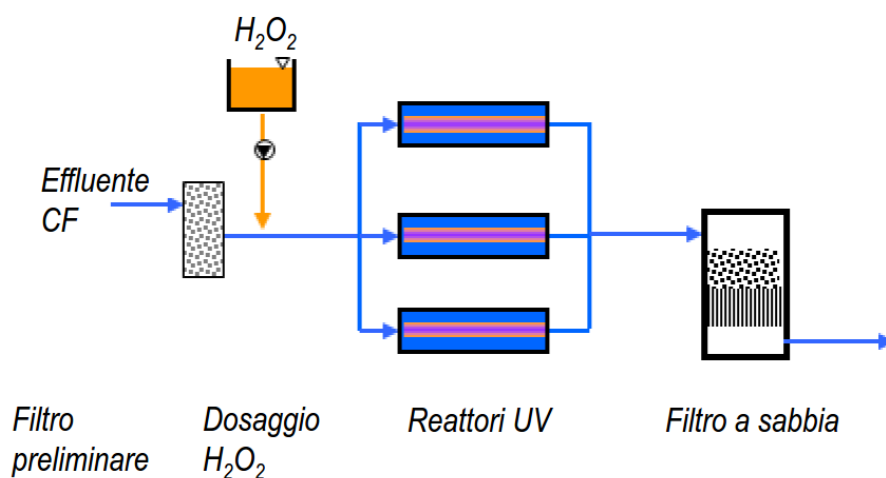 H₂O₂
Effluente
CF
Filtro
preliminare
Dosaggio
H₂O₂
Reattori UV
Filtro a sabbia